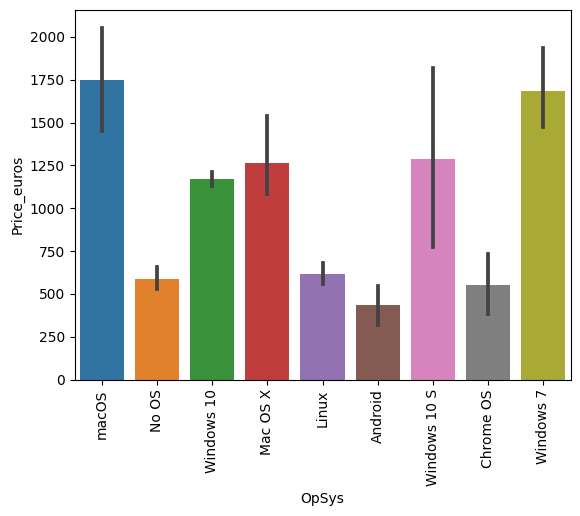 2000
1750
1500
1250
1000
750
500
250
0
Price_euros
macOS
No OS
Windows 10
Mac OS X
Linux
Android
Windows 10 S
Chrome OS
Windows 7
OpSys